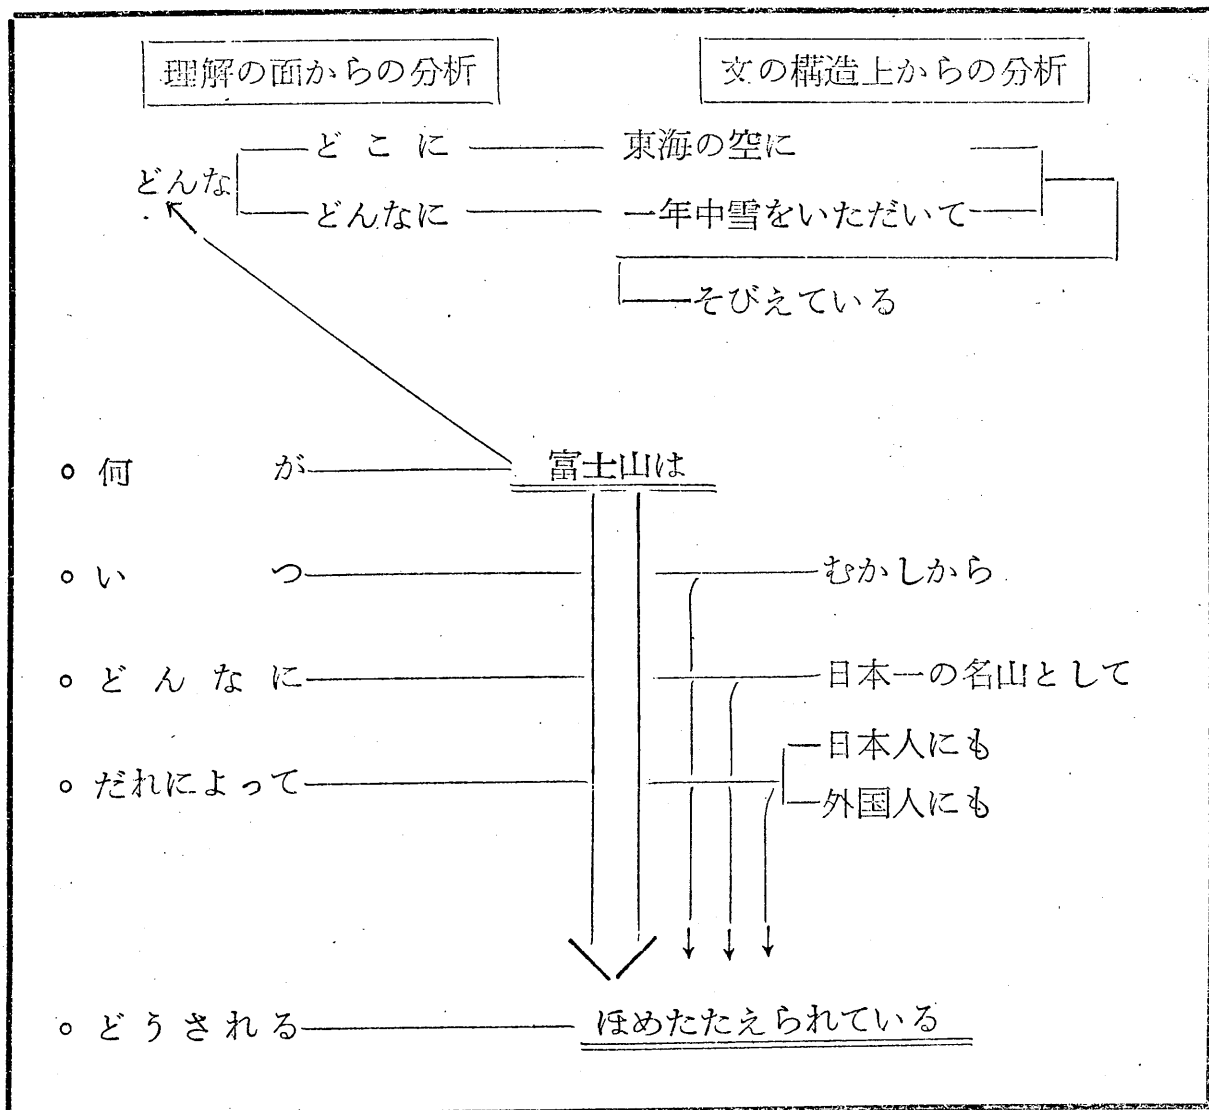 理解の面からの分析 文の構造上からの分析
どこに 東海の空に
どんな
どんなに 一年中雪をいただいて
そびえている
何が 富士山は
いつ むかしから
どんなに 日本一の名山として
日本人にも
だれによって
外国人にも
どうされる ほめたたえられている